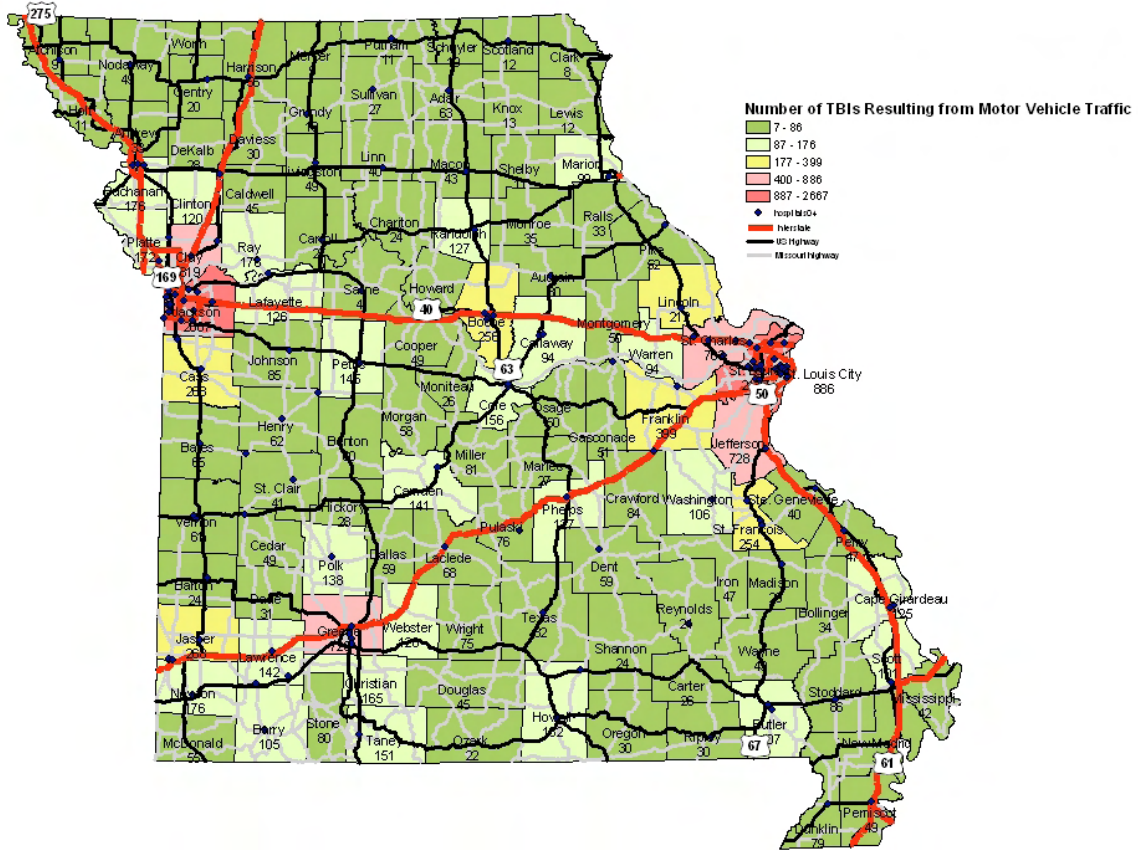 275
Worth
Putnam
11
Schuyler
Scotland
12
Clark
8
Nodaway
49
Harrison
Mercer
Gentry
20
Sullivan
27
Adair
63
Knox
13
Lewis
12
Holt
11
Grundy
DeKalb
28
Daviess
30
Livingston
49
Linn
40
Macon
43
Shelby
11
Marion
99
Buchanan
176
Clinton
120
Caldwell
45
Chariton
24
Randolph
127
Monroe
35
Ralls
33
Platte
172
Clay
619
Ray
Pike
62
169
Audrain
Howard
Saline
Lafayette
126
40
Boone
Lincoln
Jackson
Montgomery
Callaway
94
Cooper
49
Warren
94
St. Charles
St. Louis City
886
Johnson
85
Pettis
145
63
50
Cass
Moniteau
26
Cole
156
Osage
Franklin
399
Morgan
58
Gasconade
51
Jefferson
728
Henry
62
Benton
Miller
81
Maries
27
Bates
65
St. Clair
41
Camden
141
Phelps
Crawford
84
Washington
106
Ste. Genevieve
40
Hickory
28
Pulaski
76
St. Francois
254
Vernon
Perry
47
Cedar
49
Polk
138
Dallas
59
Laclede
68
Dent
59
Iron
47
Madison
Barton
24
Dade
31
Reynolds
Bollinger
34
Cape Girardeau
Greene
Webster
Wright
75
Texas
Jasper
Lawrence
142
Shannon
24
Wayne
Scott
Newton
176
Christian
165
Douglas
45
Carter
26
Stoddard
86
Mississippi
42
Barry
105
Stone
80
Howell
Oregon
30
Ripley
30
Butler
McDonald
Taney
151
Ozark
22
67
New Madrid
61
Pemiscot
49
Dunklin
79
Number of TBIs Resulting from Motor Vehicle Traffic
7 - 86
87 - 176
177 - 399
400 - 886
887 - 2667
hospitals04
Interstate
US Highway
Missouri highway